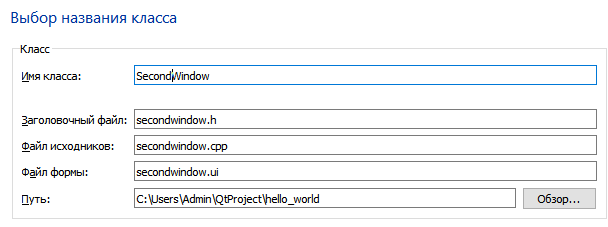 Выбор названия класса
Класс
Имя класса: SecondWindow
Заголовочный файл: secondwindow.h
Файл исходников: secondwindow.cpp
Файл формы: secondwindow.ui
Путь: C:\Users\Admin\QtProject\hello_world Обзор...